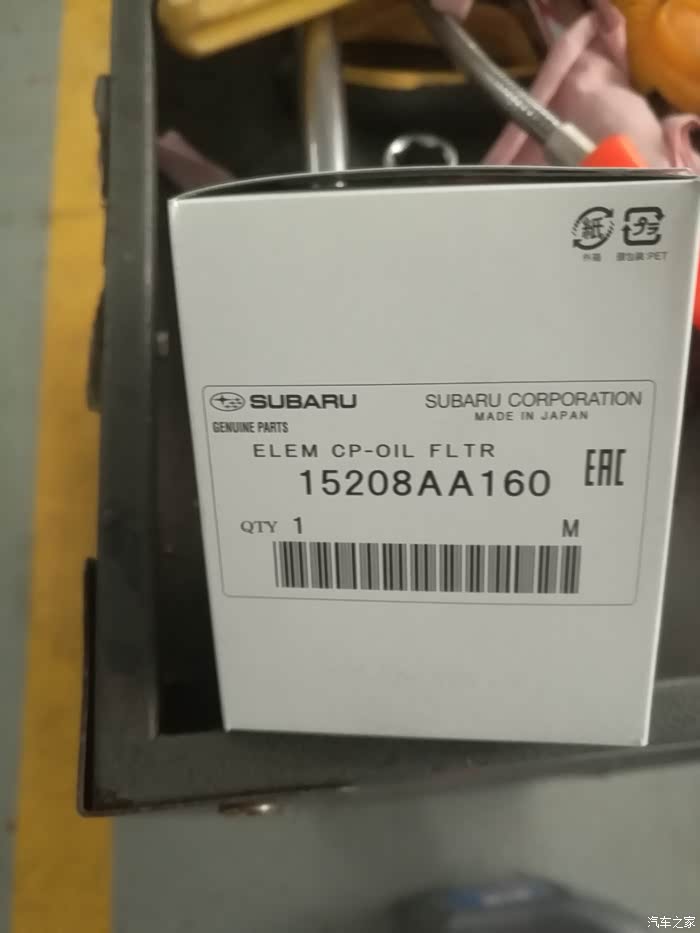 紙
プラ
外箱
個包装:PET
SUBARU
SUBARU CORPORATION
MADE IN JAPAN
GENUINE PARTS
ELEM CP-OIL FLTR
15208AA160
EAC
QTY 1
M
汽车之家